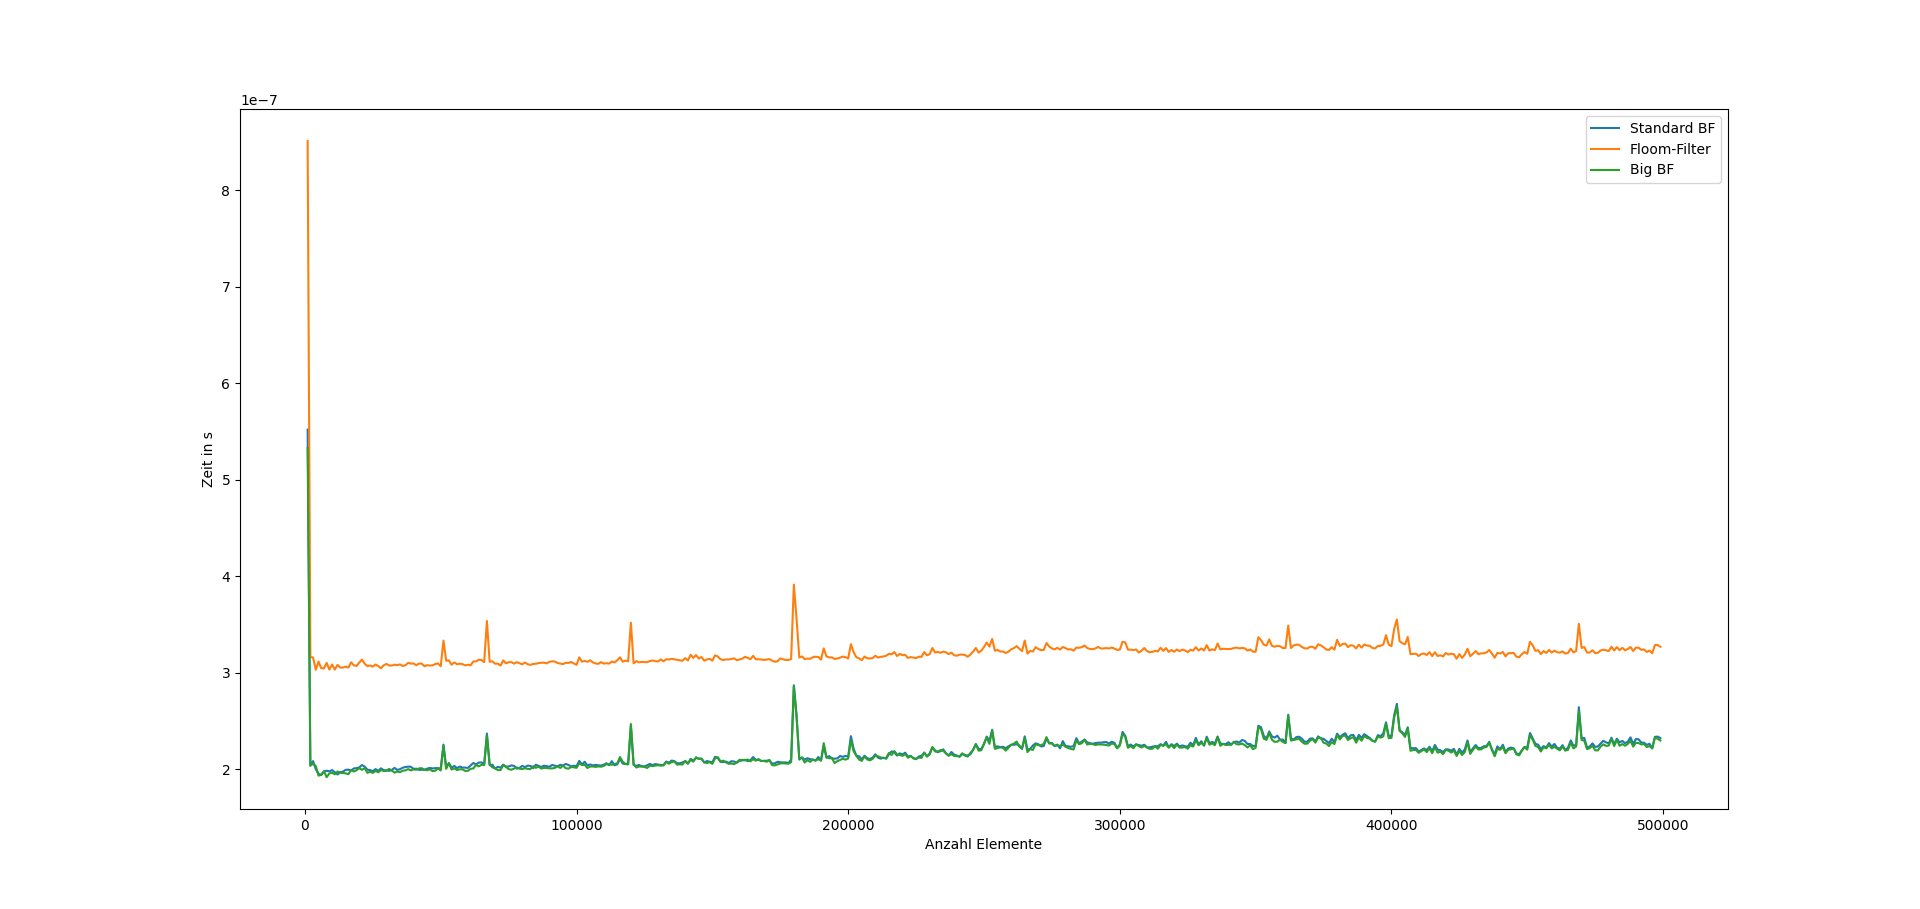 1e−7
Standard BF
Floom-Filter
Big BF
8
7
6
5
4
3
2
Zeit in s
0
100000
200000
300000
400000
500000
Anzahl Elemente